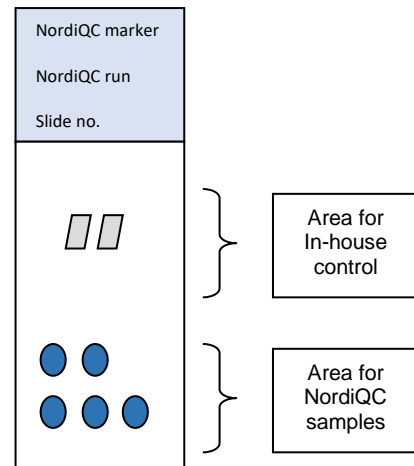 NordiQC marker
NordiQC run
Slide no.
Area for
In-house
control
Area for
NordiQC
samples